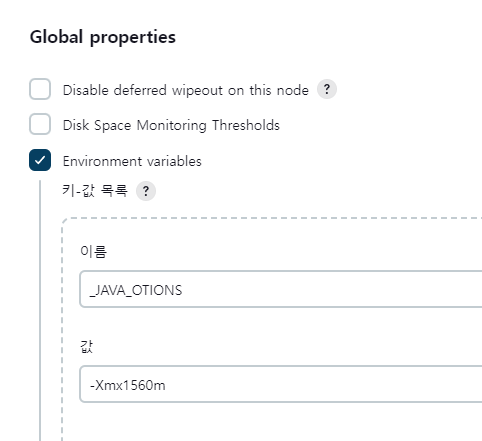 Global properties
Disable deferred wipeout on this node ?
Disk Space Monitoring Thresholds
Environment variables
키-값 목록 ?
이름
_JAVA_OTIONS
값
-Xmx1560m